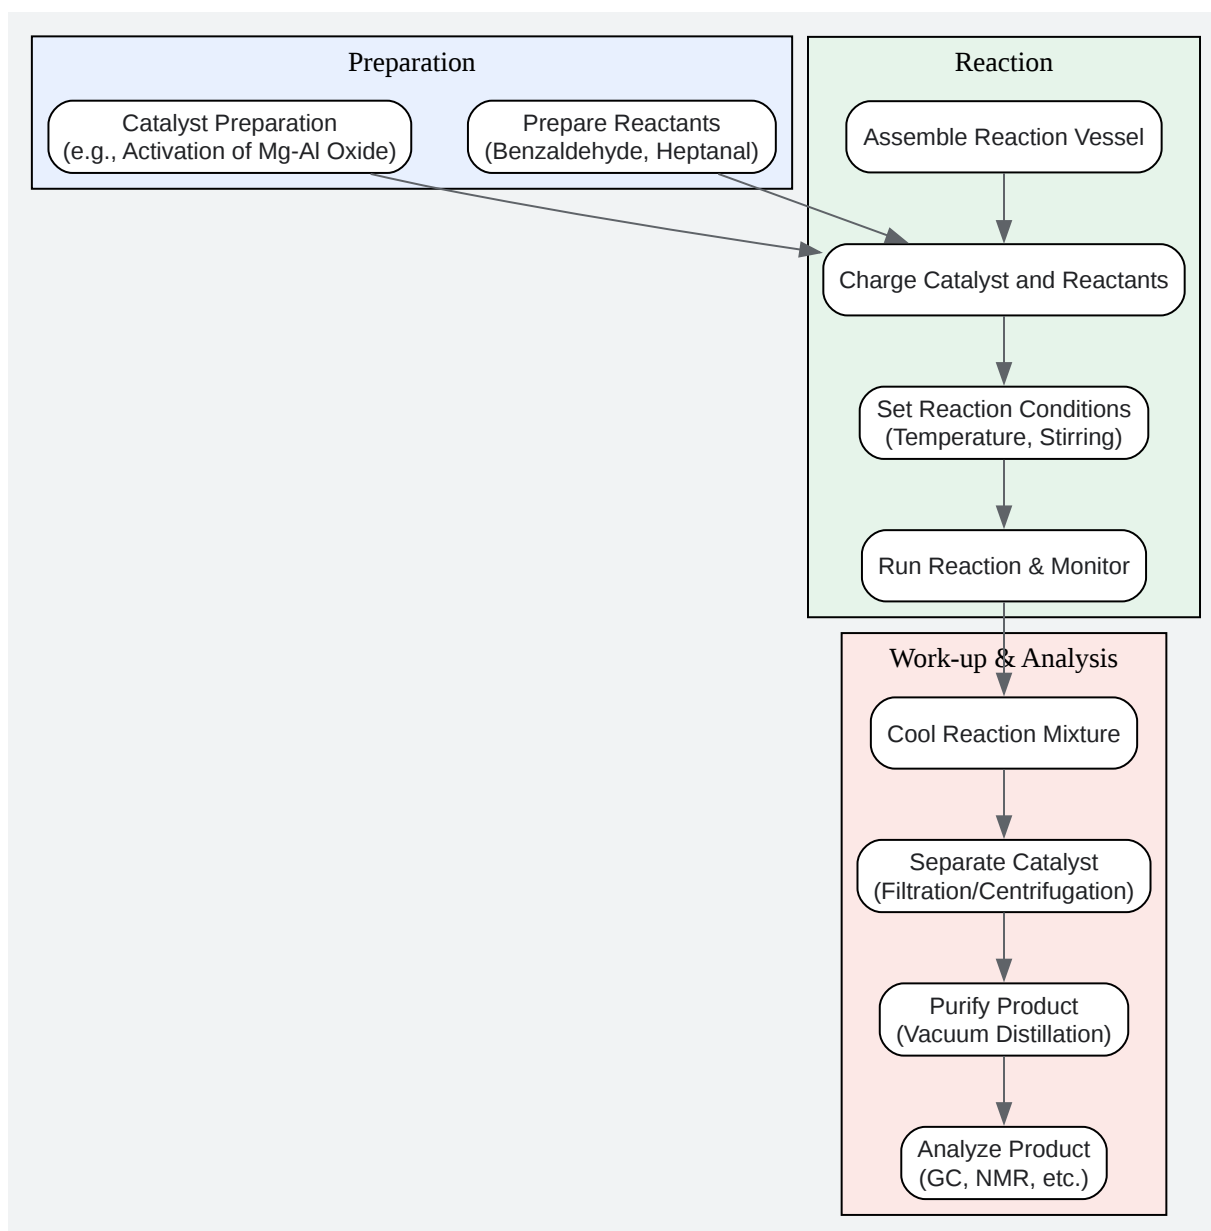 Preparation
Catalyst Preparation
(e.g., Activation of Mg-Al Oxide)
Prepare Reactants
(Benzaldehyde, Heptanal)
Reaction
Assemble Reaction Vessel
Charge Catalyst and Reactants
Set Reaction Conditions
(Temperature, Stirring)
Run Reaction & Monitor
Work-up & Analysis
Cool Reaction Mixture
Separate Catalyst
(Filtration/Centrifugation)
Purify Product
(Vacuum Distillation)
Analyze Product
(GC, NMR, etc.)